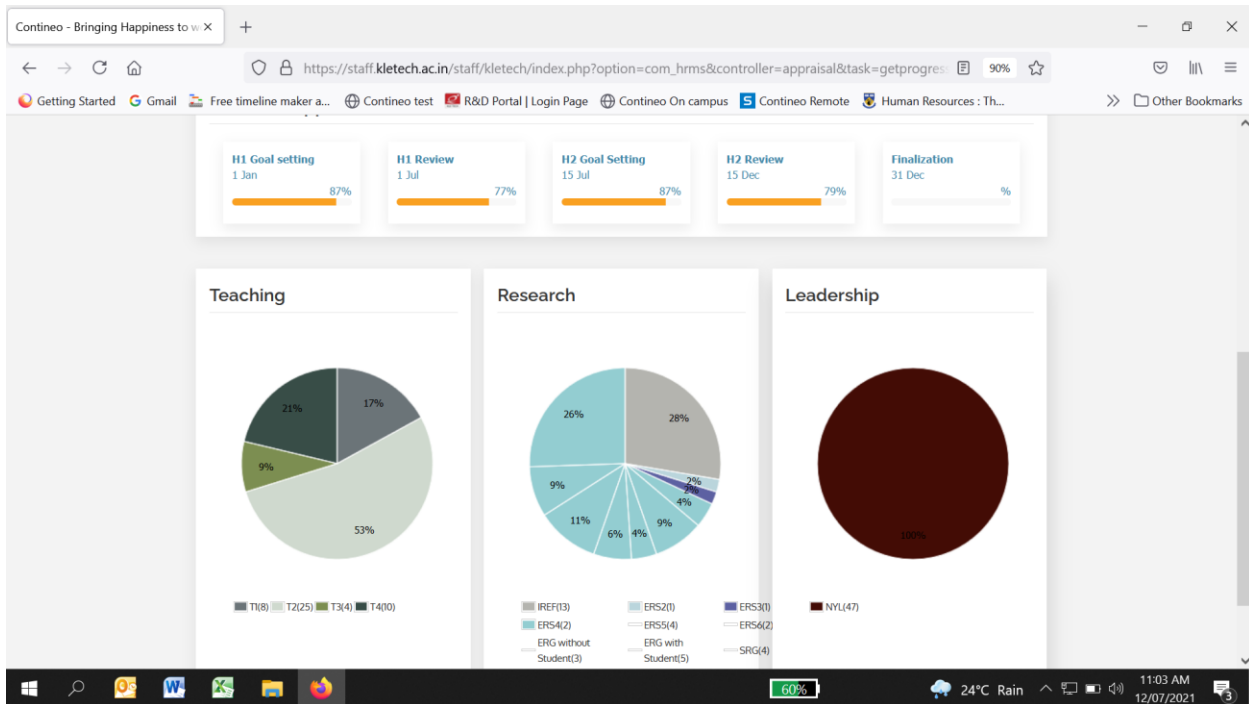 Contineo - Bringing Happiness to w
https://staff.kletech.ac.in/staff/kletech/index.php?option=com_hrms&controller=appraisal&task=getprogres
90%
Getting Started Gmail Free timeline maker a... Contineo test R&D Portal | Login Page Contineo On campus Contineo Remote Human Resources : Th... Other Bookmarks
H1 Goal setting
1 Jan
87%
H1 Review
1 Jul
77%
H2 Goal Setting
15 Jul
87%
H2 Review
15 Dec
79%
Finalization
31 Dec
%
Teaching
21%
17%
9%
53%
T1(8) T2(25) T3(4) T4(10)
Research
26%
28%
2%
2%
4%
9%
9%
11%
6%
4%
IREF(13) ERS2(1) ERS3(1)
ERS4(2) ERS5(4) ERS6(2)
ERG without
Student(3)
ERG with
Student(5)
SRG(4)
Leadership
100%
NYL(47)
60%
24°C Rain
11:03 AM
12/07/2021
3